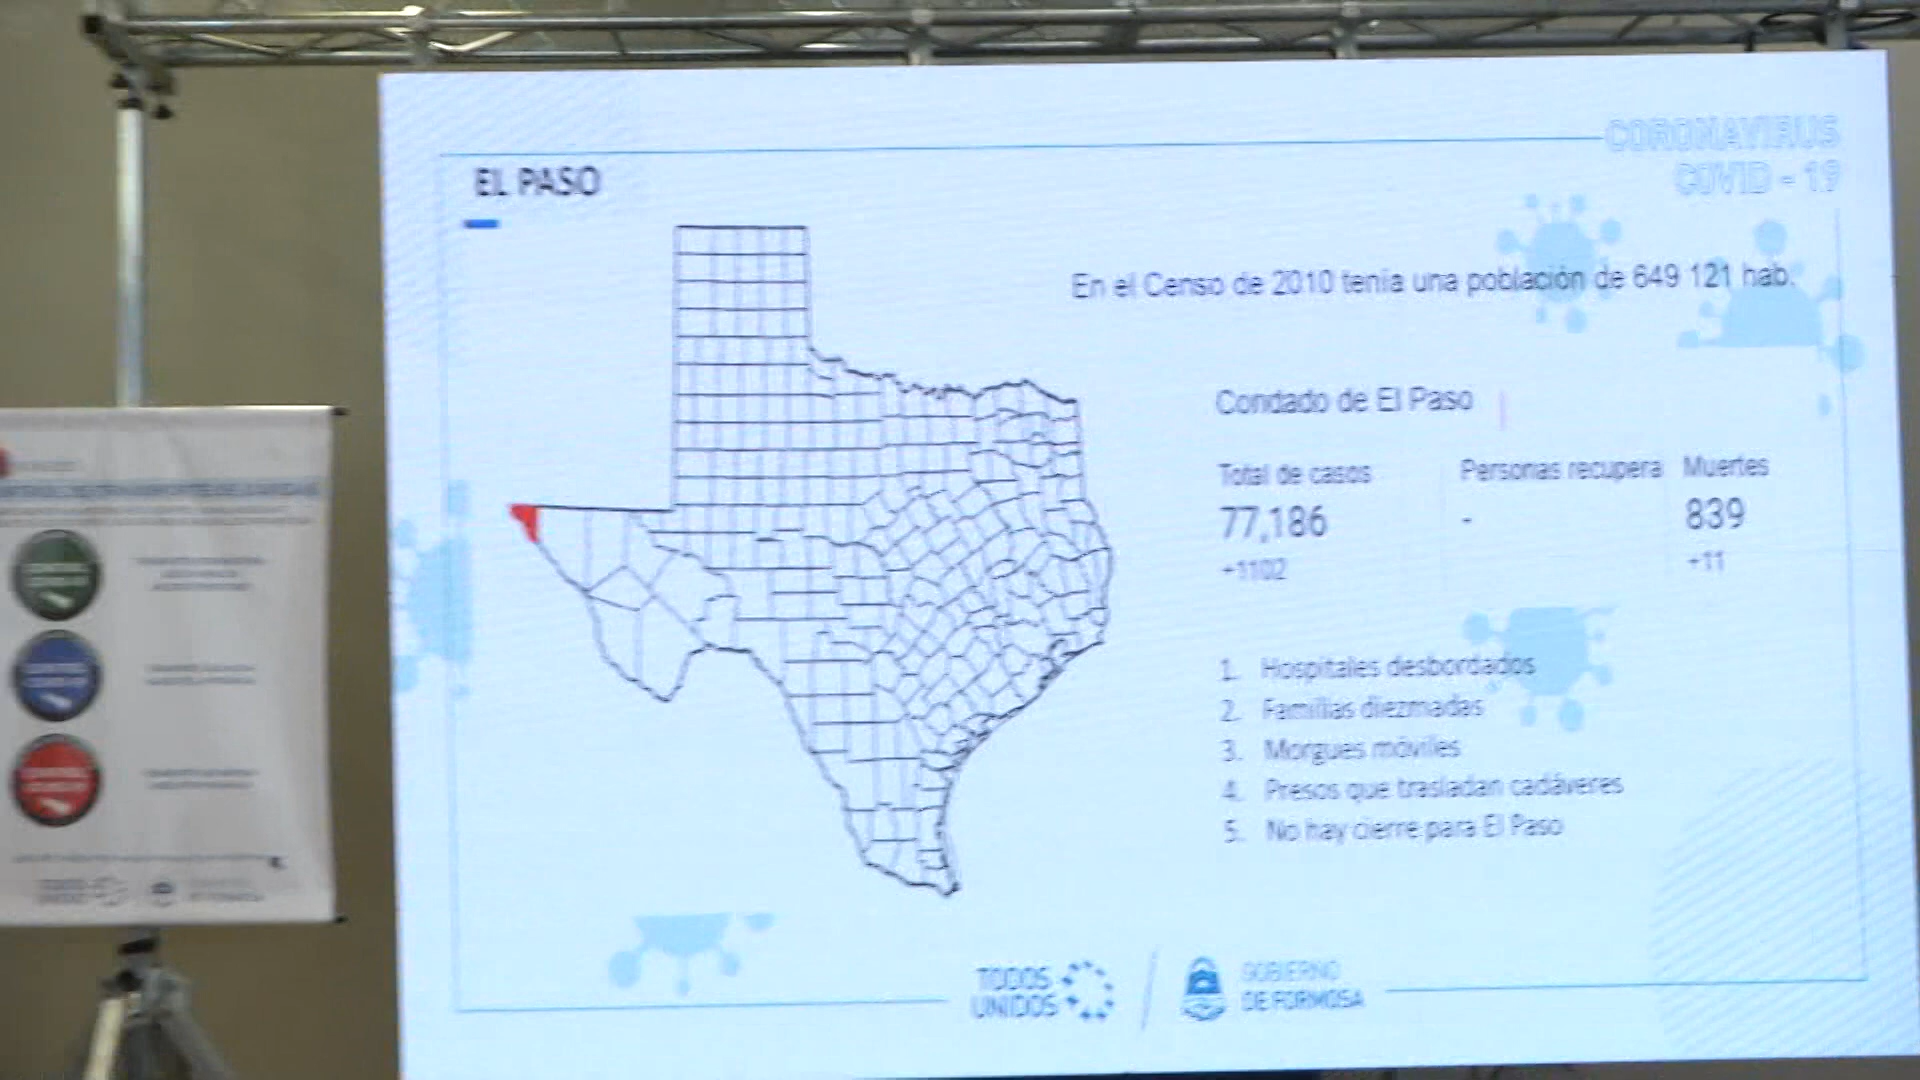 CORONAVIRUS
COVID - 19
EL PASO
En el Censo de 2010 tenía una población de 649 121 hab.
Condado de El Paso
Total de casos
Personas recupera
Muertes
77,186
-
839
+1102
+11
1. Hospitales desbordados
2. Familias diezmadas
3. Morgues móviles
4. Presos que trasladan cadáveres
5. No hay cierre para El Paso
TODOS
UNIDOS
GOBIERNO
DE FORMOSA